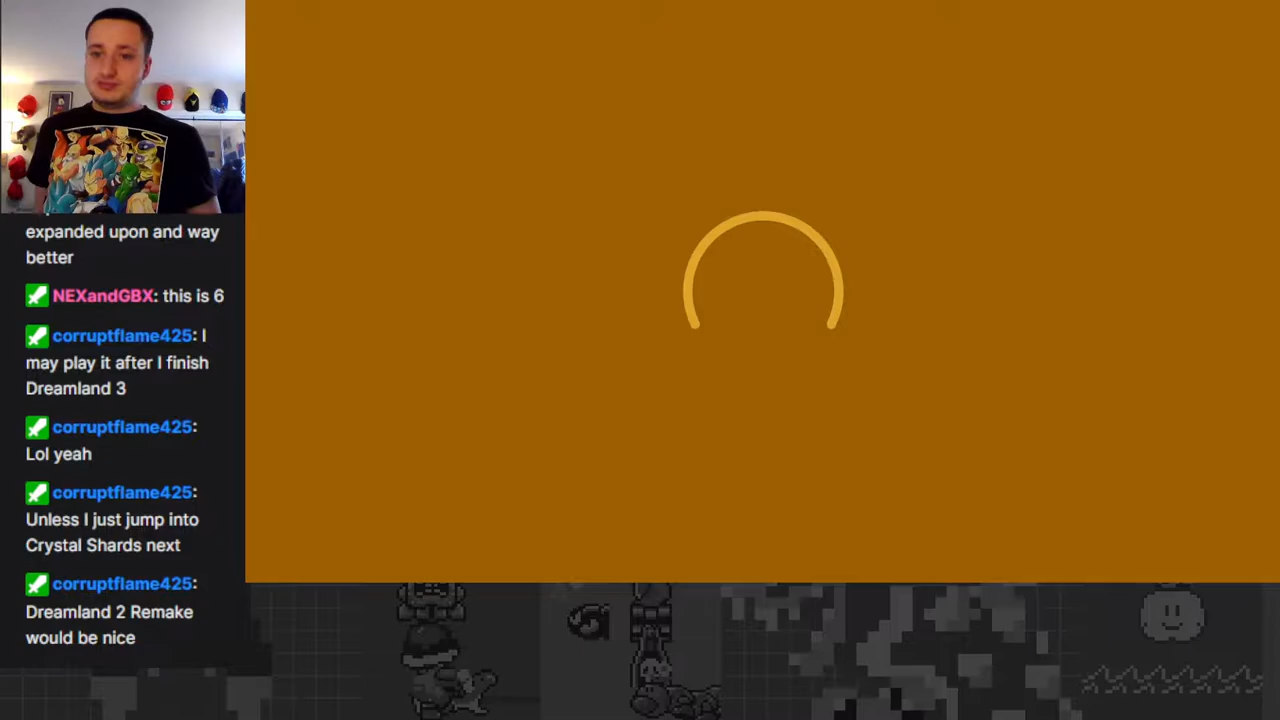 expanded upon and way
better
NEXandGBX: this is 6
corruptflame425: I
may play it after I finish
Dreamland 3
corruptflame425:
Lol yeah
corruptflame425:
Unless I just jump into
Crystal Shards next
corruptflame425:
Dreamland 2 Remake
would be nice